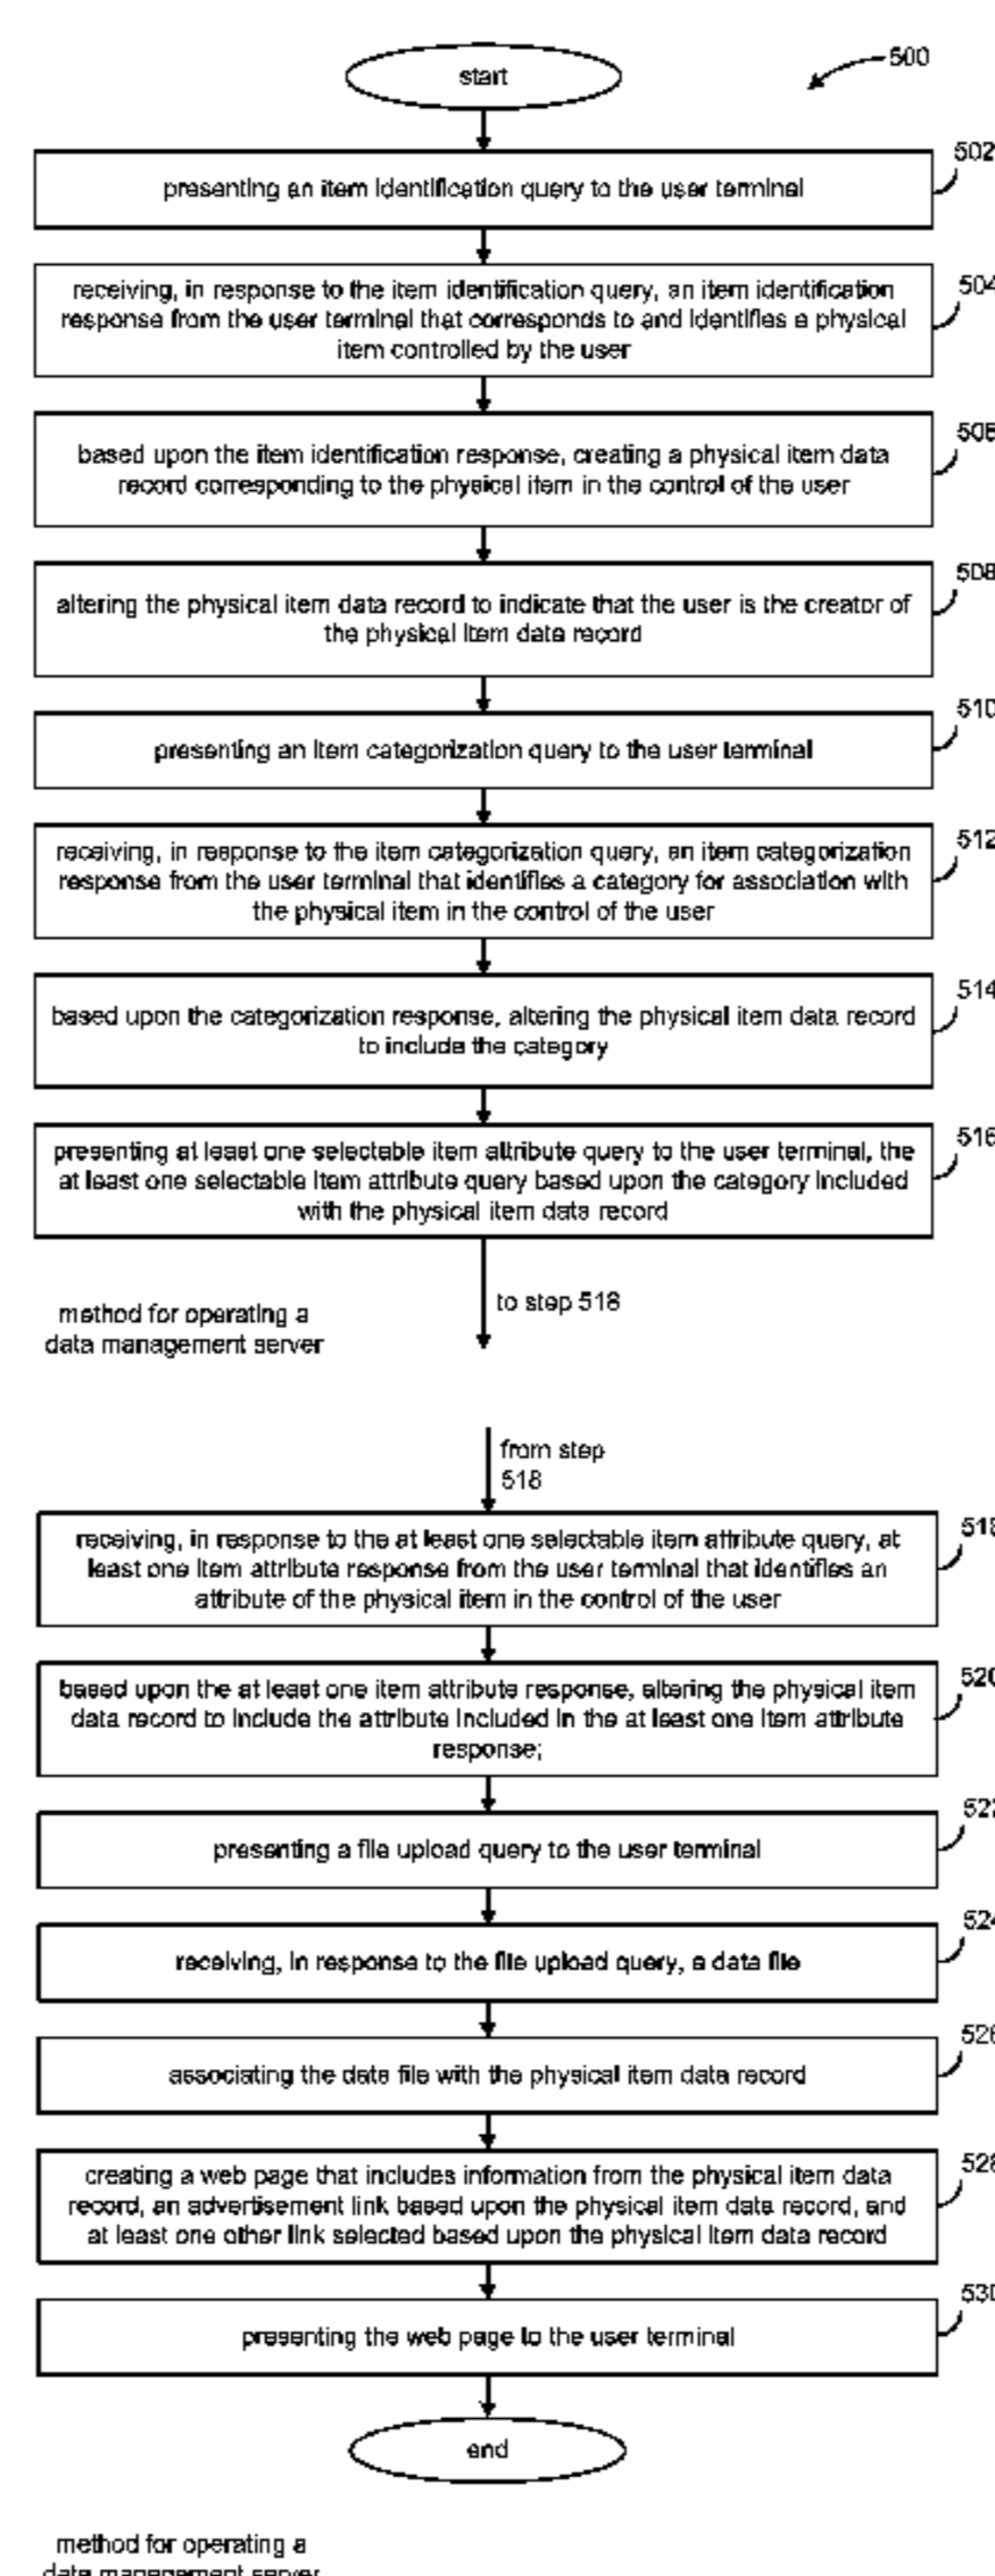 start
500
502
presenting an item identification query to the user terminal
504
receiving, in response to the item identification query, an item identification
response from the user terminal that corresponds to and identifies a physical
item controlled by the user
506
based upon the item identification response, creating a physical item data
record corresponding to the physical item in the control of the user
508
altering the physical item data record to indicate that the user is the creator of
the physical item data record
510
presenting an item categorization query to the user terminal
512
receiving, in response to the item categorization query, an item categorization
response from the user terminal that identifies a category for association with
the physical item in the control of the user
514
based upon the categorization response, altering the physical item data record
to include the category
516
presenting at least one selectable item attribute query to the user terminal, the
at least one selectable item attribute query based upon the category included
with the physical item data record
to step 518
method for operating a
data management server
from step
518
518
receiving, in response to the at least one selectable item attribute query, at
least one item attribute response from the user terminal that identifies an
attribute of the physical item in the control of the user
520
based upon the at least one item attribute response, altering the physical item
data record to include the attribute included in the at least one item attribute
response;
522
presenting a file upload query to the user terminal
524
receiving, in response to the file upload query, a data file
526
associating the data file with the physical item data record
528
creating a web page that includes information from the physical item data
record, an advertisement link based upon the physical item data record, and
at least one other link selected based upon the physical item data record
530
presenting the web page to the user terminal
end
method for operating a
data management server